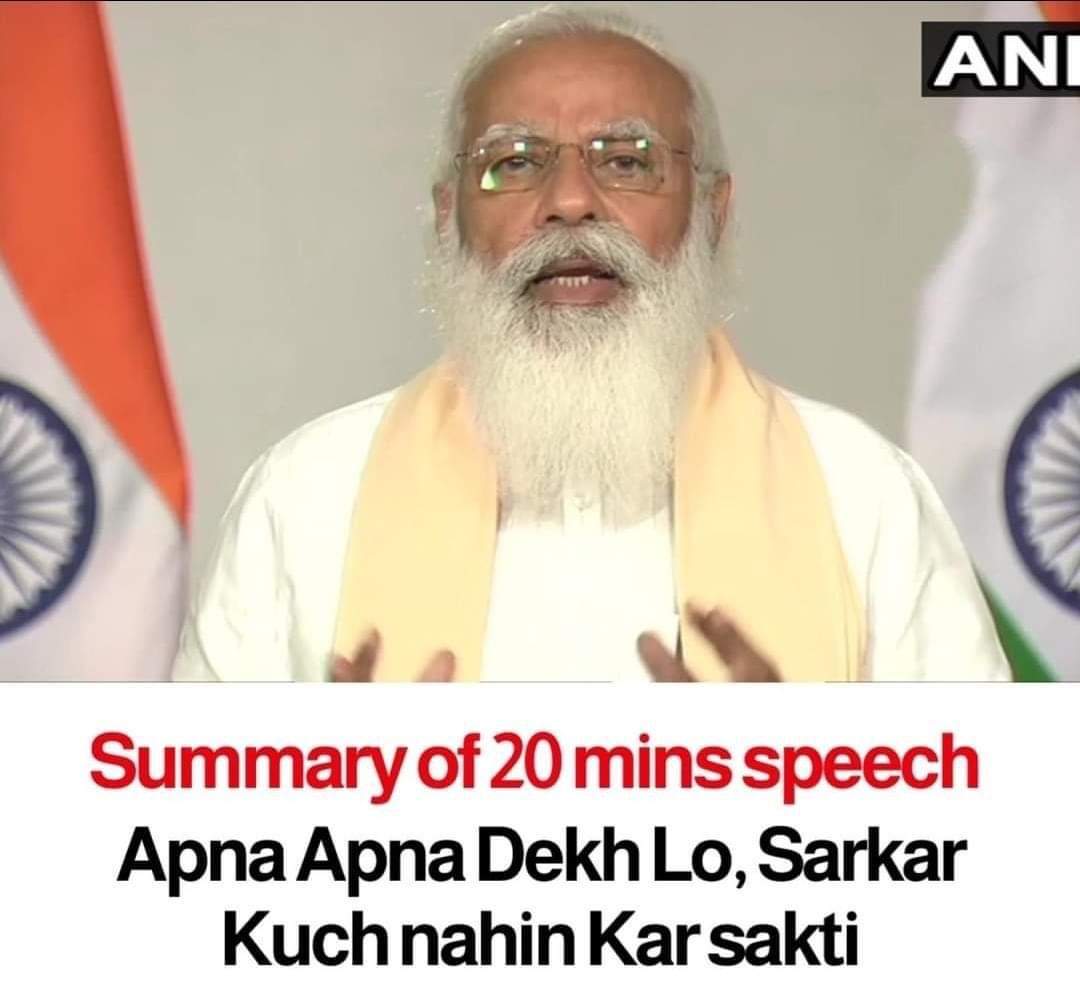 ANI
Summary of 20 mins speech
Apna Apna Dekh Lo, Sarkar
Kuch nahin Kar sakti